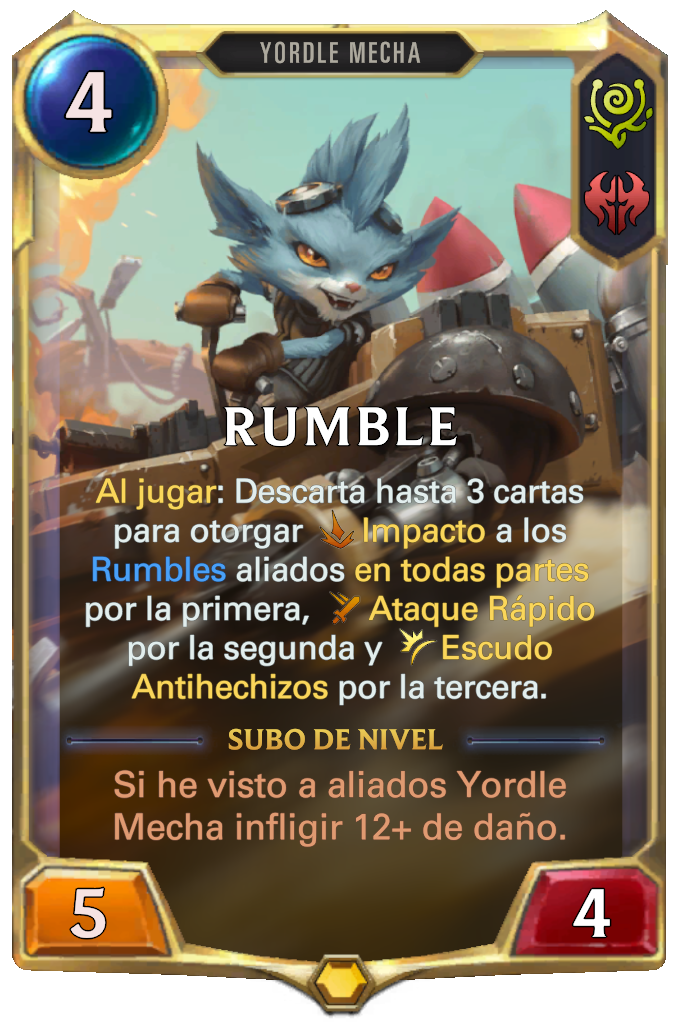 YORDLE MECHA
4
RUMBLE
Al jugar: Descarta hasta 3 cartas
para otorgar Impacto a los
Rumbles aliados en todas partes
por la primera, Ataque Rápido
por la segunda y Escudo
Antihechizos por la tercera.
SUBO DE NIVEL
Si he visto a aliados Yordle
Mecha infligir 12+ de daño.
5
4